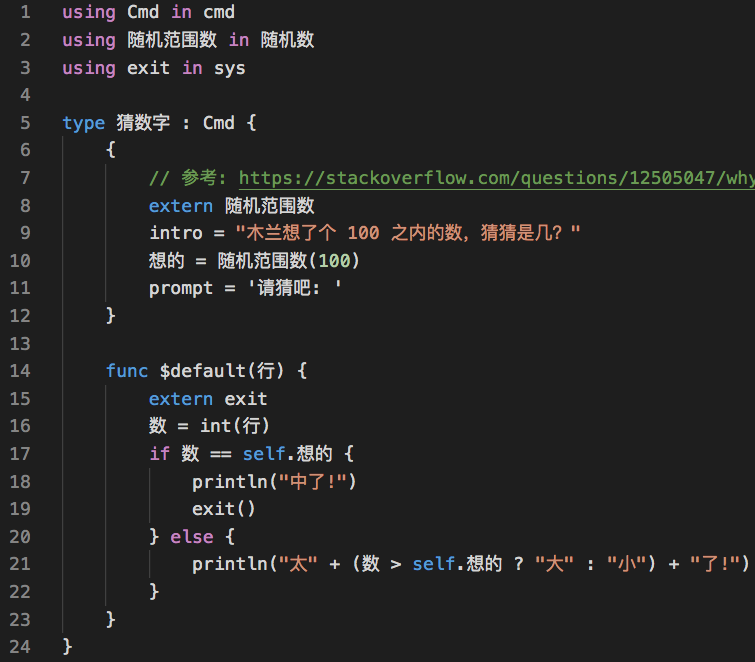 1 using Cmd in cmd
2 using 随机范围数 in 随机数
3 using exit in sys
4
5 type 猜数字 : Cmd {
6 {
7 // 参考: https://stackoverflow.com/questions/12505047/why
8 extern 随机范围数
9 intro = "木兰想了个 100 之内的数，猜猜是几？"
10 想的 = 随机范围数(100)
11 prompt = '请猜吧: '
12 }
13
14 func $default(行) {
15 extern exit
16 数 = int(行)
17 if 数 == self.想的 {
18 println("中了!")
19 exit()
20 } else {
21 println("太" + (数 > self.想的 ? "大" : "小") + "了!")
22 }
23 }
24 }